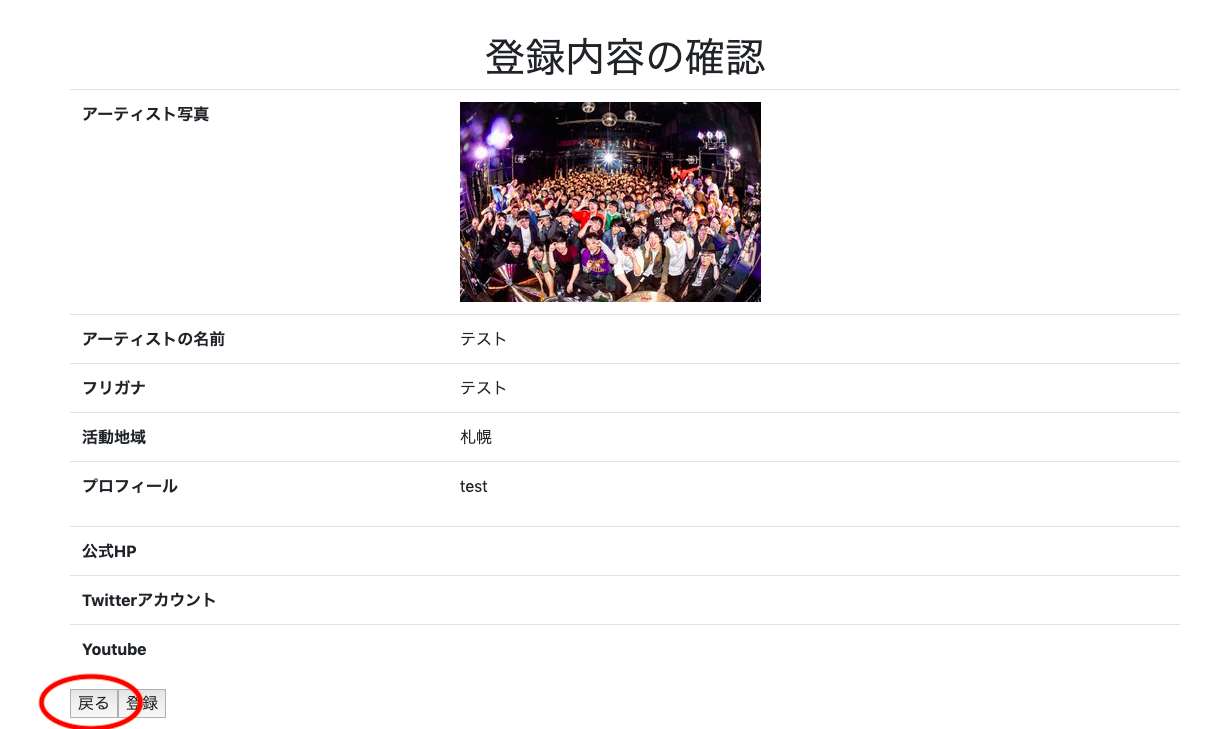 登録内容の確認
アーティスト写真
アーティストの名前 テスト
フリガナ テスト
活動地域 札幌
プロフィール test
公式HP
Twitterアカウント
Youtube
戻る 登録